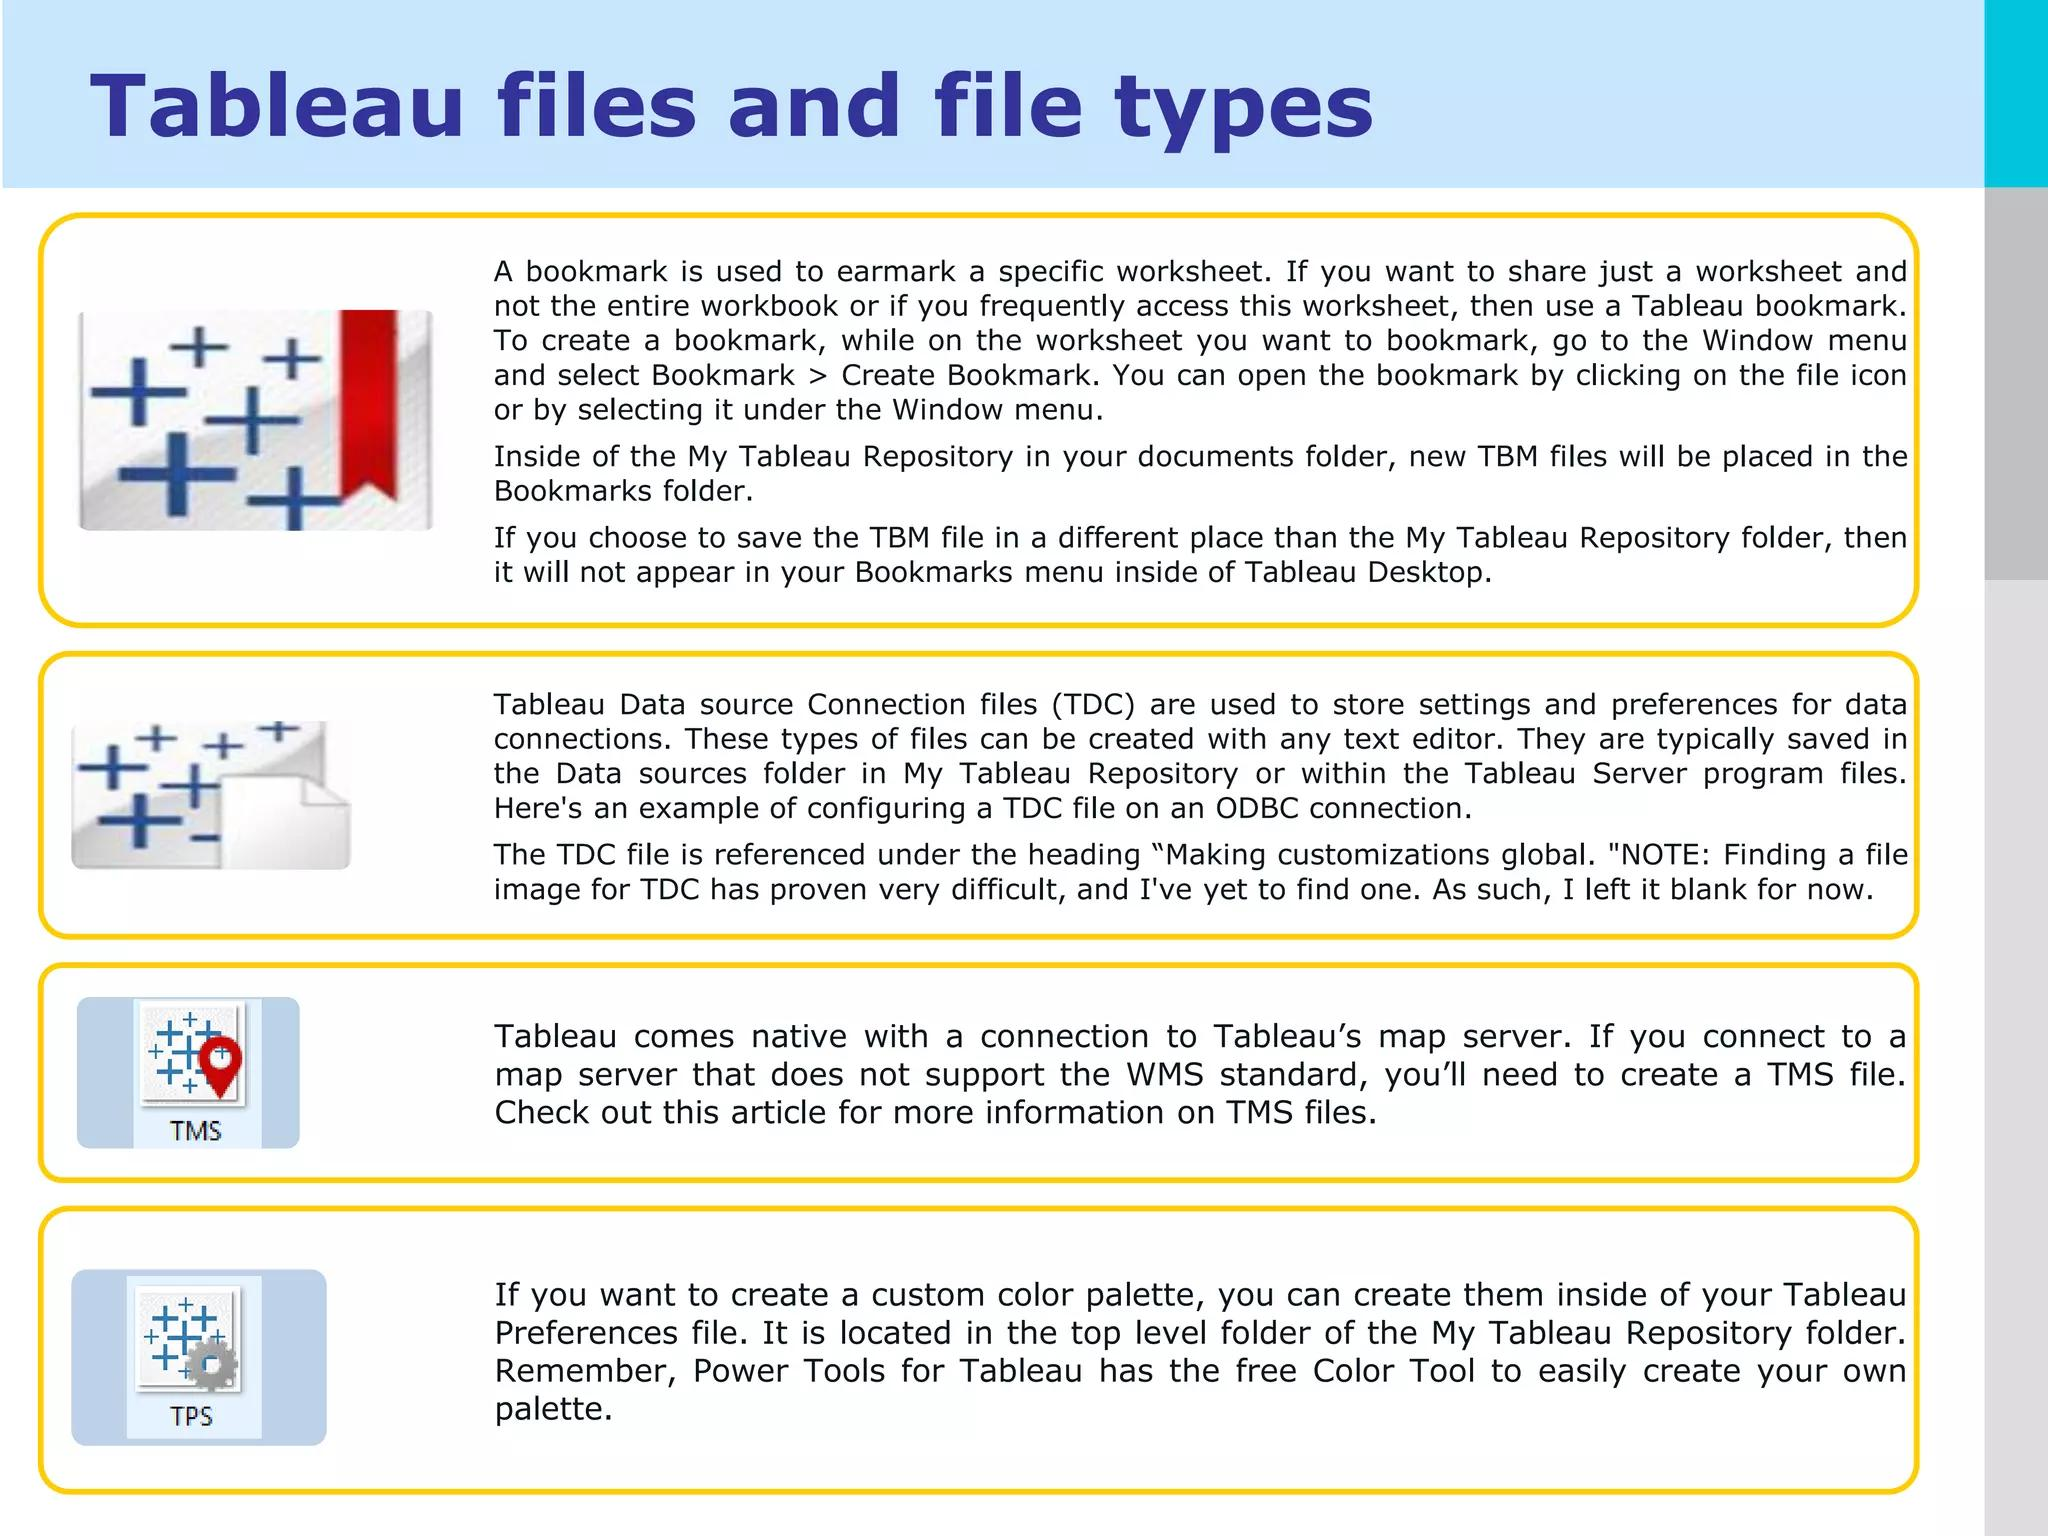 Tableau files and file types
A bookmark is used to earmark a specific worksheet. If you want to share just a worksheet and
not the entire workbook or if you frequently access this worksheet, then use a Tableau bookmark.
To create a bookmark, while on the worksheet you want to bookmark, go to the Window menu
and select Bookmark > Create Bookmark. You can open the bookmark by clicking on the file icon
or by selecting it under the Window menu.
Inside of the My Tableau Repository in your documents folder, new TBM files will be placed in the
Bookmarks folder.
If you choose to save the TBM file in a different place than the My Tableau Repository folder, then
it will not appear in your Bookmarks menu inside of Tableau Desktop.
Tableau Data source Connection files (TDC) are used to store settings and preferences for data
connections. These types of files can be created with any text editor. They are typically saved in
the Data sources folder in My Tableau Repository or within the Tableau Server program files.
Here's an example of configuring a TDC file on an ODBC connection.
The TDC file is referenced under the heading “Making customizations global. "NOTE: Finding a file
image for TDC has proven very difficult, and I've yet to find one. As such, I left it blank for now.
TMS
Tableau comes native with a connection to Tableau’s map server. If you connect to a
map server that does not support the WMS standard, you’ll need to create a TMS file.
Check out this article for more information on TMS files.
TPS
If you want to create a custom color palette, you can create them inside of your Tableau
Preferences file. It is located in the top level folder of the My Tableau Repository folder.
Remember, Power Tools for Tableau has the free Color Tool to easily create your own
palette.